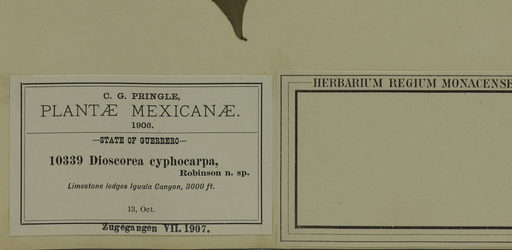 C. G. PRINGLE,
PLANTÆ MEXICANÆ.
1906.
—STATE OF GUERRERO—
10339 Dioscorea cyphocarpa,
Robinson n. sp.
Limestone ledges Iguala Canyon, 3000 ft.
13, Oct.
Zugegangen VII. 1907.
HERBARIUM REGIUM MONACENSE